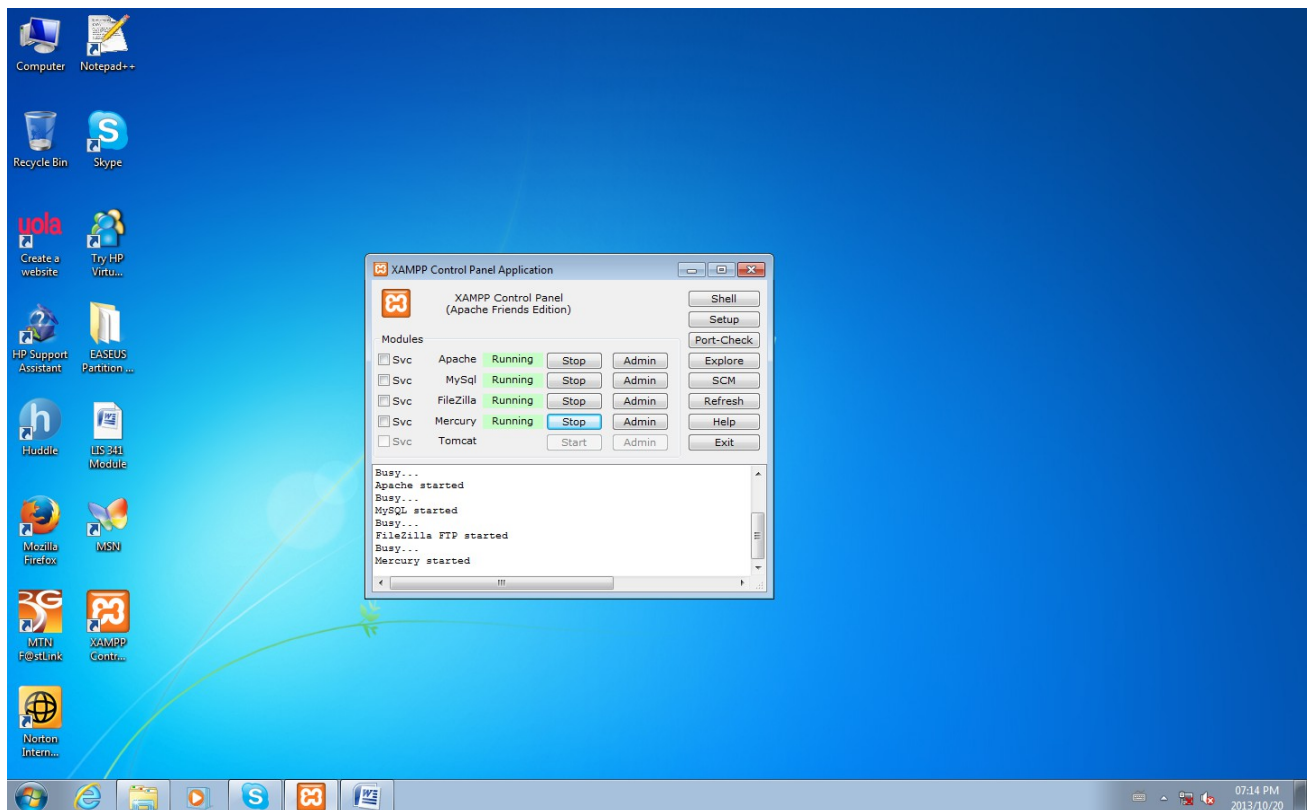 Computer
Notepad++
Recycle Bin
S
Skype
uola
Create a
website
Try HP
Virtu...
HP Support
Assistant
EASEUS
Partition ...
h
Huddle
LIS 341
Module
Mozilla
Firefox
MSN
3G
MTN
F@stLink
XAMPP
Contr...
Norton
Intern...
XAMPP Control Panel Application
XAMPP Control Panel
(Apache Friends Edition)
Shell
Setup
Port-Check
Explore
SCM
Refresh
Help
Exit
Modules
Svc Apache Running Stop Admin
Svc MySql Running Stop Admin
Svc FileZilla Running Stop Admin
Svc Mercury Running Stop Admin
Svc Tomcat Start Admin
Busy...
Apache started
Busy...
MySQL started
Busy...
FileZilla FTP started
Busy...
Mercury started
S
W
07:14 PM
2013/10/20